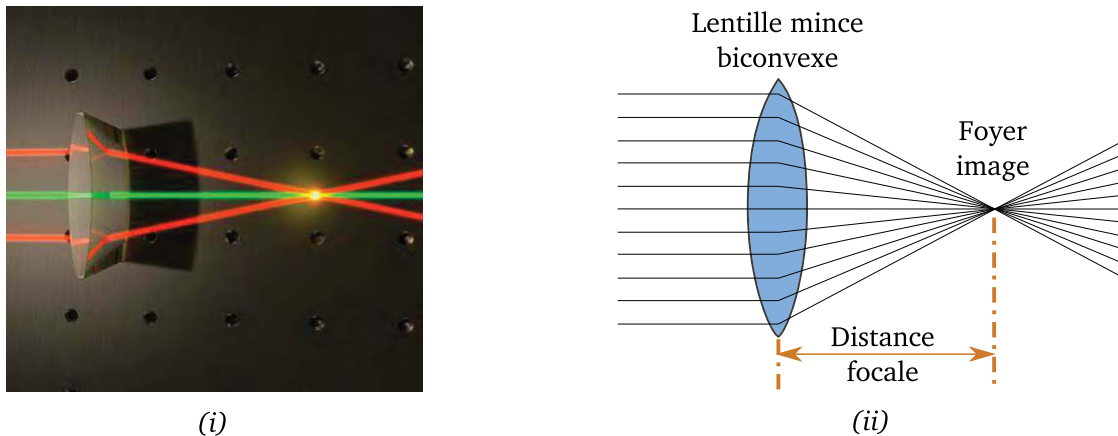 Lentille mince
biconvexe
Foyer
image
Distance
focale
(i)
(ii)